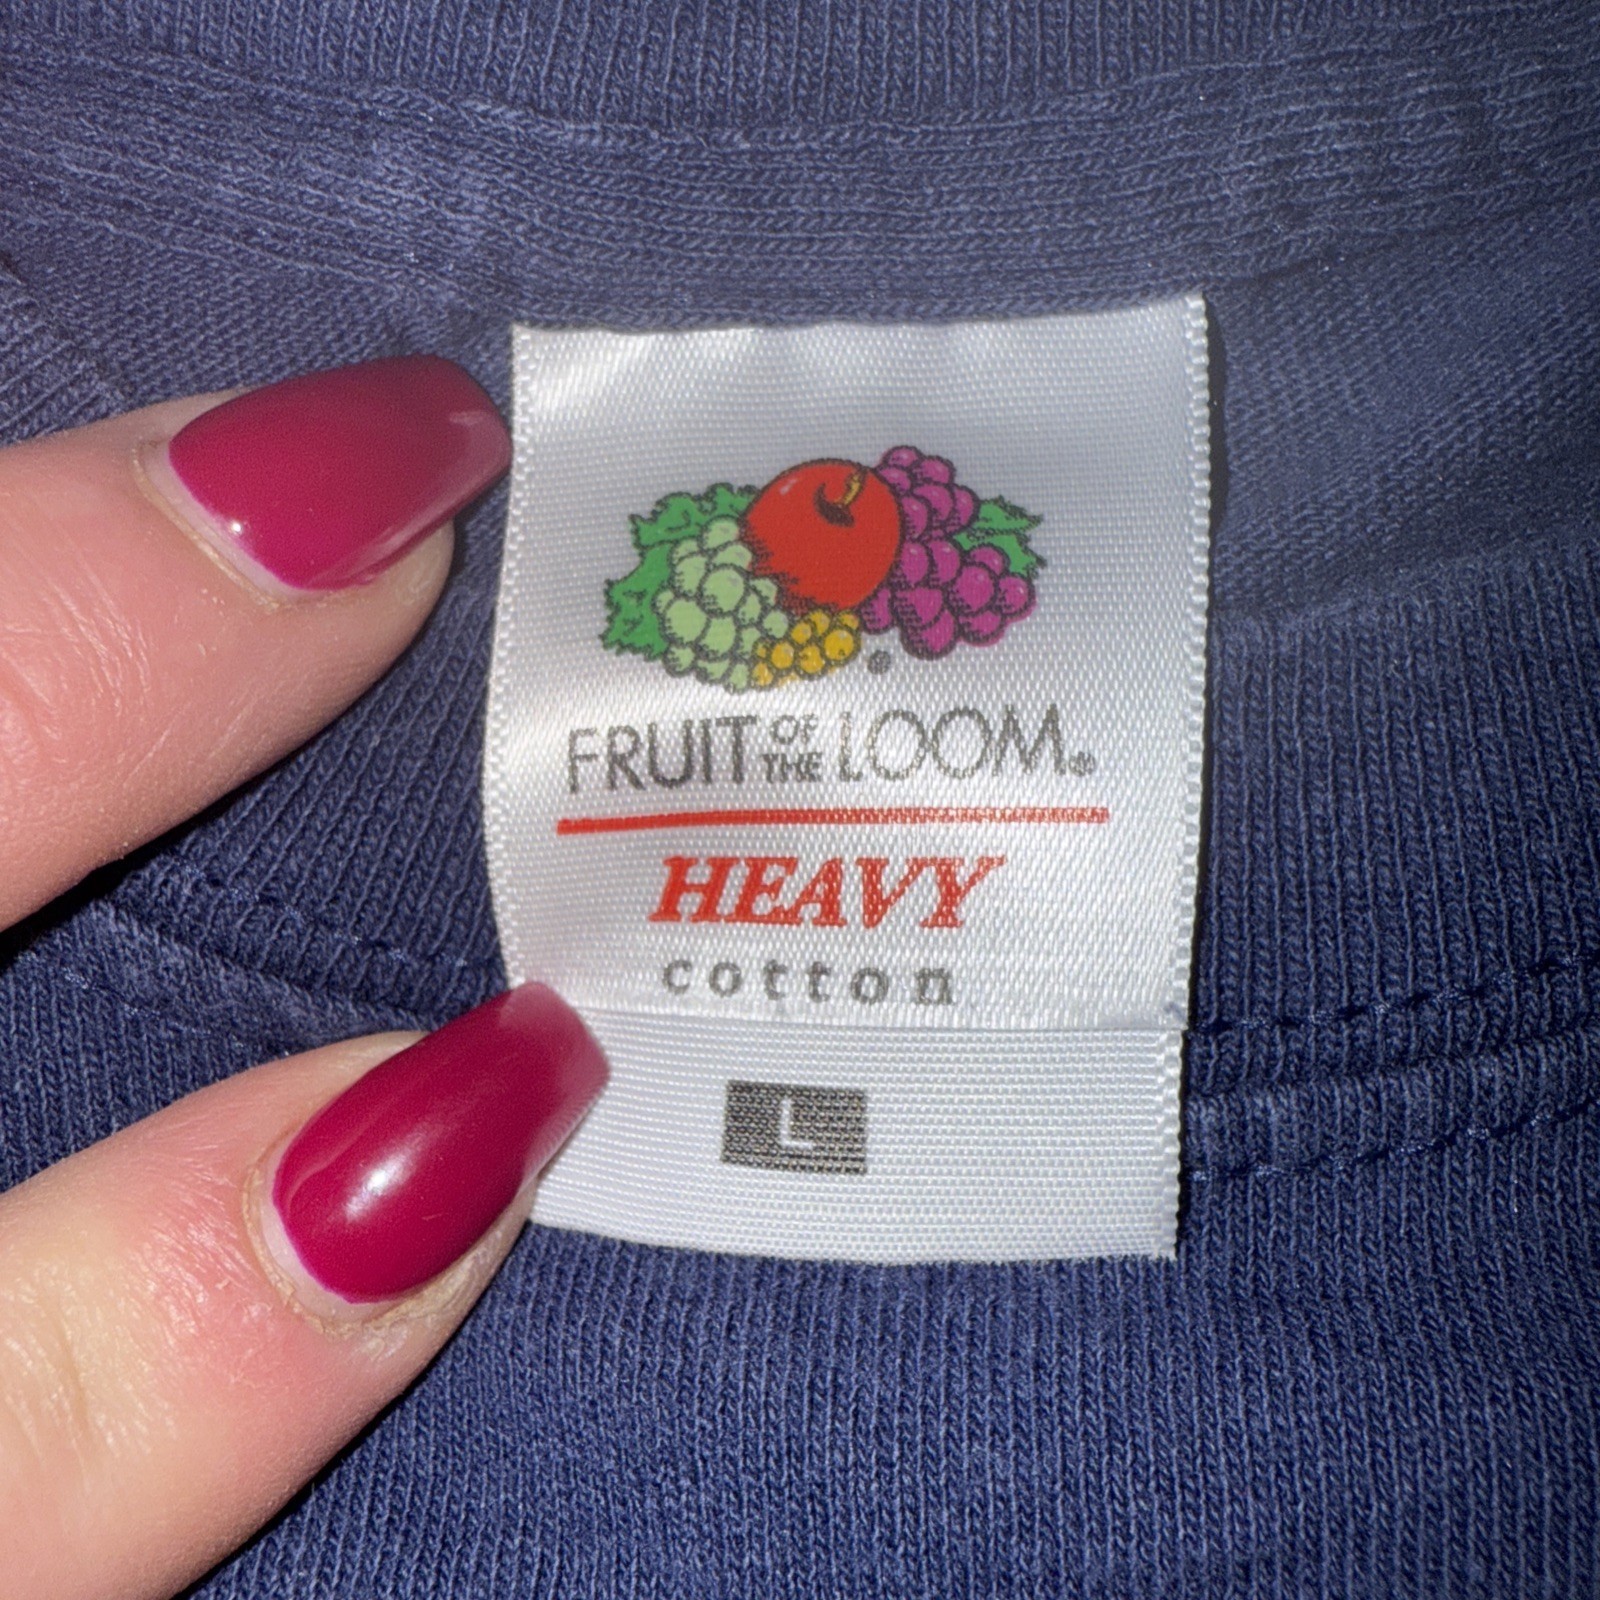 FRUIT OF THE LOOM®
HEAVY
cotton
L